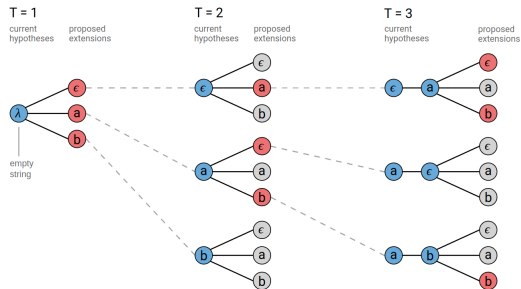 T = 1
T = 2
T = 3
current hypotheses
proposed extensions
current hypotheses
proposed extensions
current hypotheses
proposed extensions
λ
ϵ
a
b
empty string
ϵ
ϵ
a
b
a
ϵ
a
b
b
ϵ
a
b
ϵ
a
ϵ
a
b
a
ϵ
ϵ
a
b
a
b
ϵ
a
b